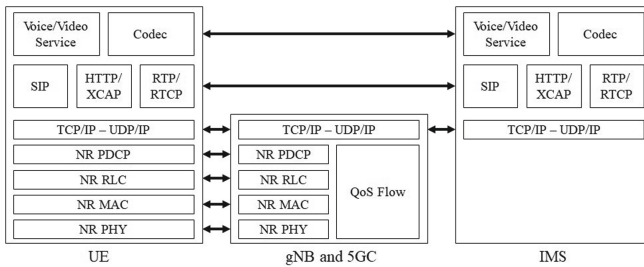 Voice/Video
Service
Codec
SIP
HTTP/
XCAP
RTP/
RTCP
TCP/IP – UDP/IP
NR PDCP
NR RLC
NR MAC
NR PHY
UE
TCP/IP – UDP/IP
NR PDCP
NR RLC
NR MAC
NR PHY
QoS Flow
gNB and 5GC
Voice/Video
Service
Codec
SIP
HTTP/
XCAP
RTP/
RTCP
TCP/IP – UDP/IP
IMS